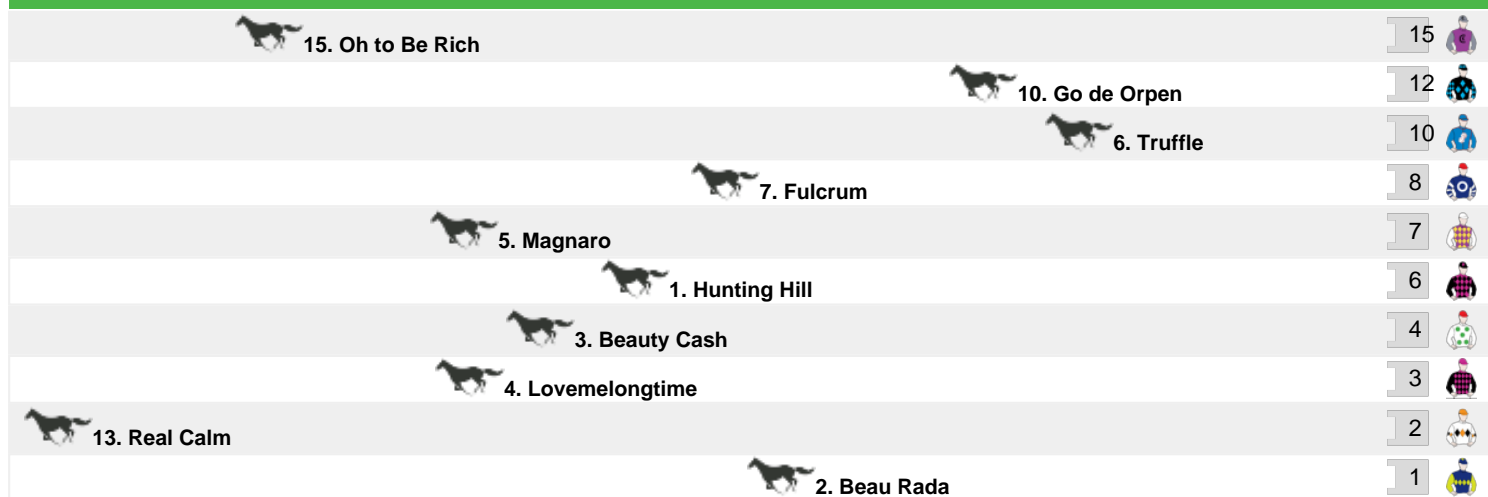 15. Oh to Be Rich 15
10. Go de Orpen 12
6. Truffle 10
7. Fulcrum 8
5. Magnaro 7
1. Hunting Hill 6
3. Beauty Cash 4
4. Lovemelongtime 3
13. Real Calm 2
2. Beau Rada 1